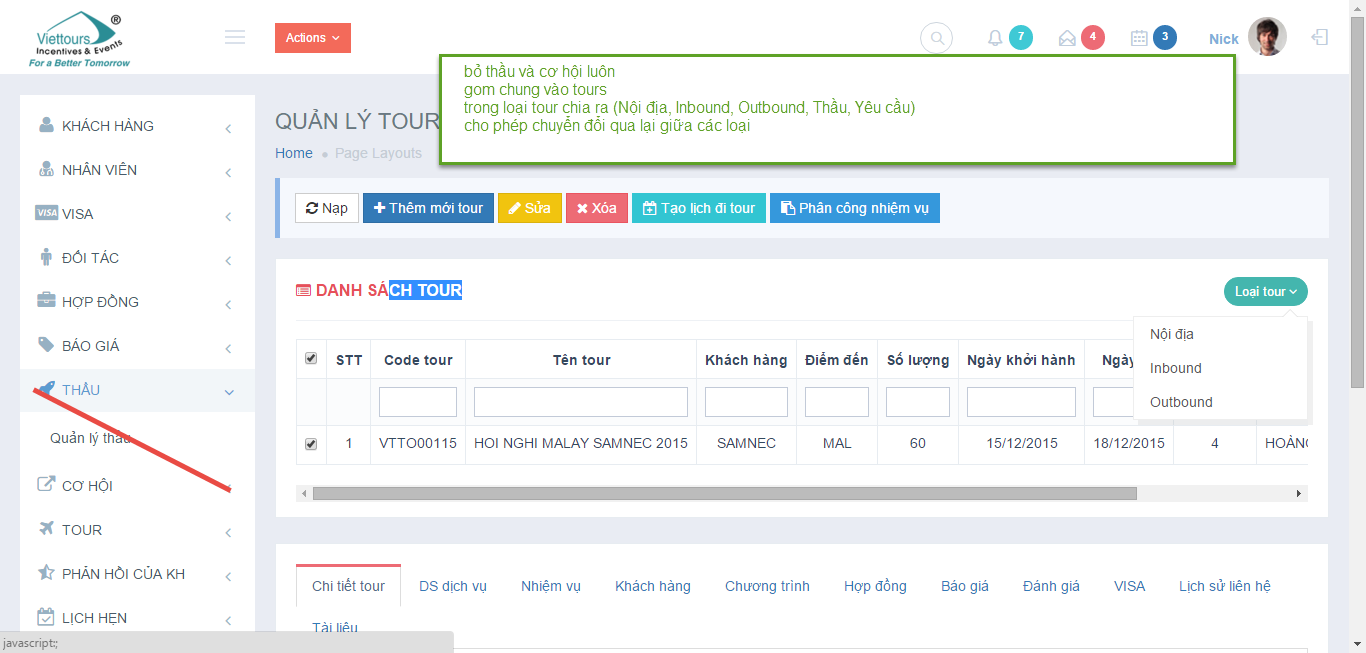 Viettours ®
Incentives & Events
For a Better Tomorrow
Actions
7
4
3
Nick
bỏ thầu và cơ hội luôn
gom chung vào tours
trong loại tour chia ra (Nội địa, Inbound, Outbound, Thầu, Yêu cầu)
cho phép chuyển đổi qua lại giữa các loại
KHÁCH HÀNG
NHÂN VIÊN
VISA VISA
ĐỐI TÁC
HỢP ĐỒNG
BÁO GIÁ
THẦU
Quản lý thầu
CƠ HỘI
TOUR
PHẢN HỒI CỦA KH
LỊCH HẸN
javascript:;
QUẢN LÝ TOUR
Home Page Layouts
Nạp Thêm mới tour Sửa Xóa Tạo lịch đi tour Phân công nhiệm vụ
DANH SÁCH TOUR
Loại tour
Nội địa
Inbound
Outbound
STT Code tour Tên tour Khách hàng Điểm đến Số lượng Ngày khởi hành Ngày
1 VTTO00115 HOI NGHI MALAY SAMNEC 2015 SAMNEC MAL 60 15/12/2015 18/12/2015 4 HOÀN
Chi tiết tour DS dịch vụ Nhiệm vụ Khách hàng Chương trình Hợp đồng Báo giá Đánh giá VISA Lịch sử liên hệ
Tài liệu